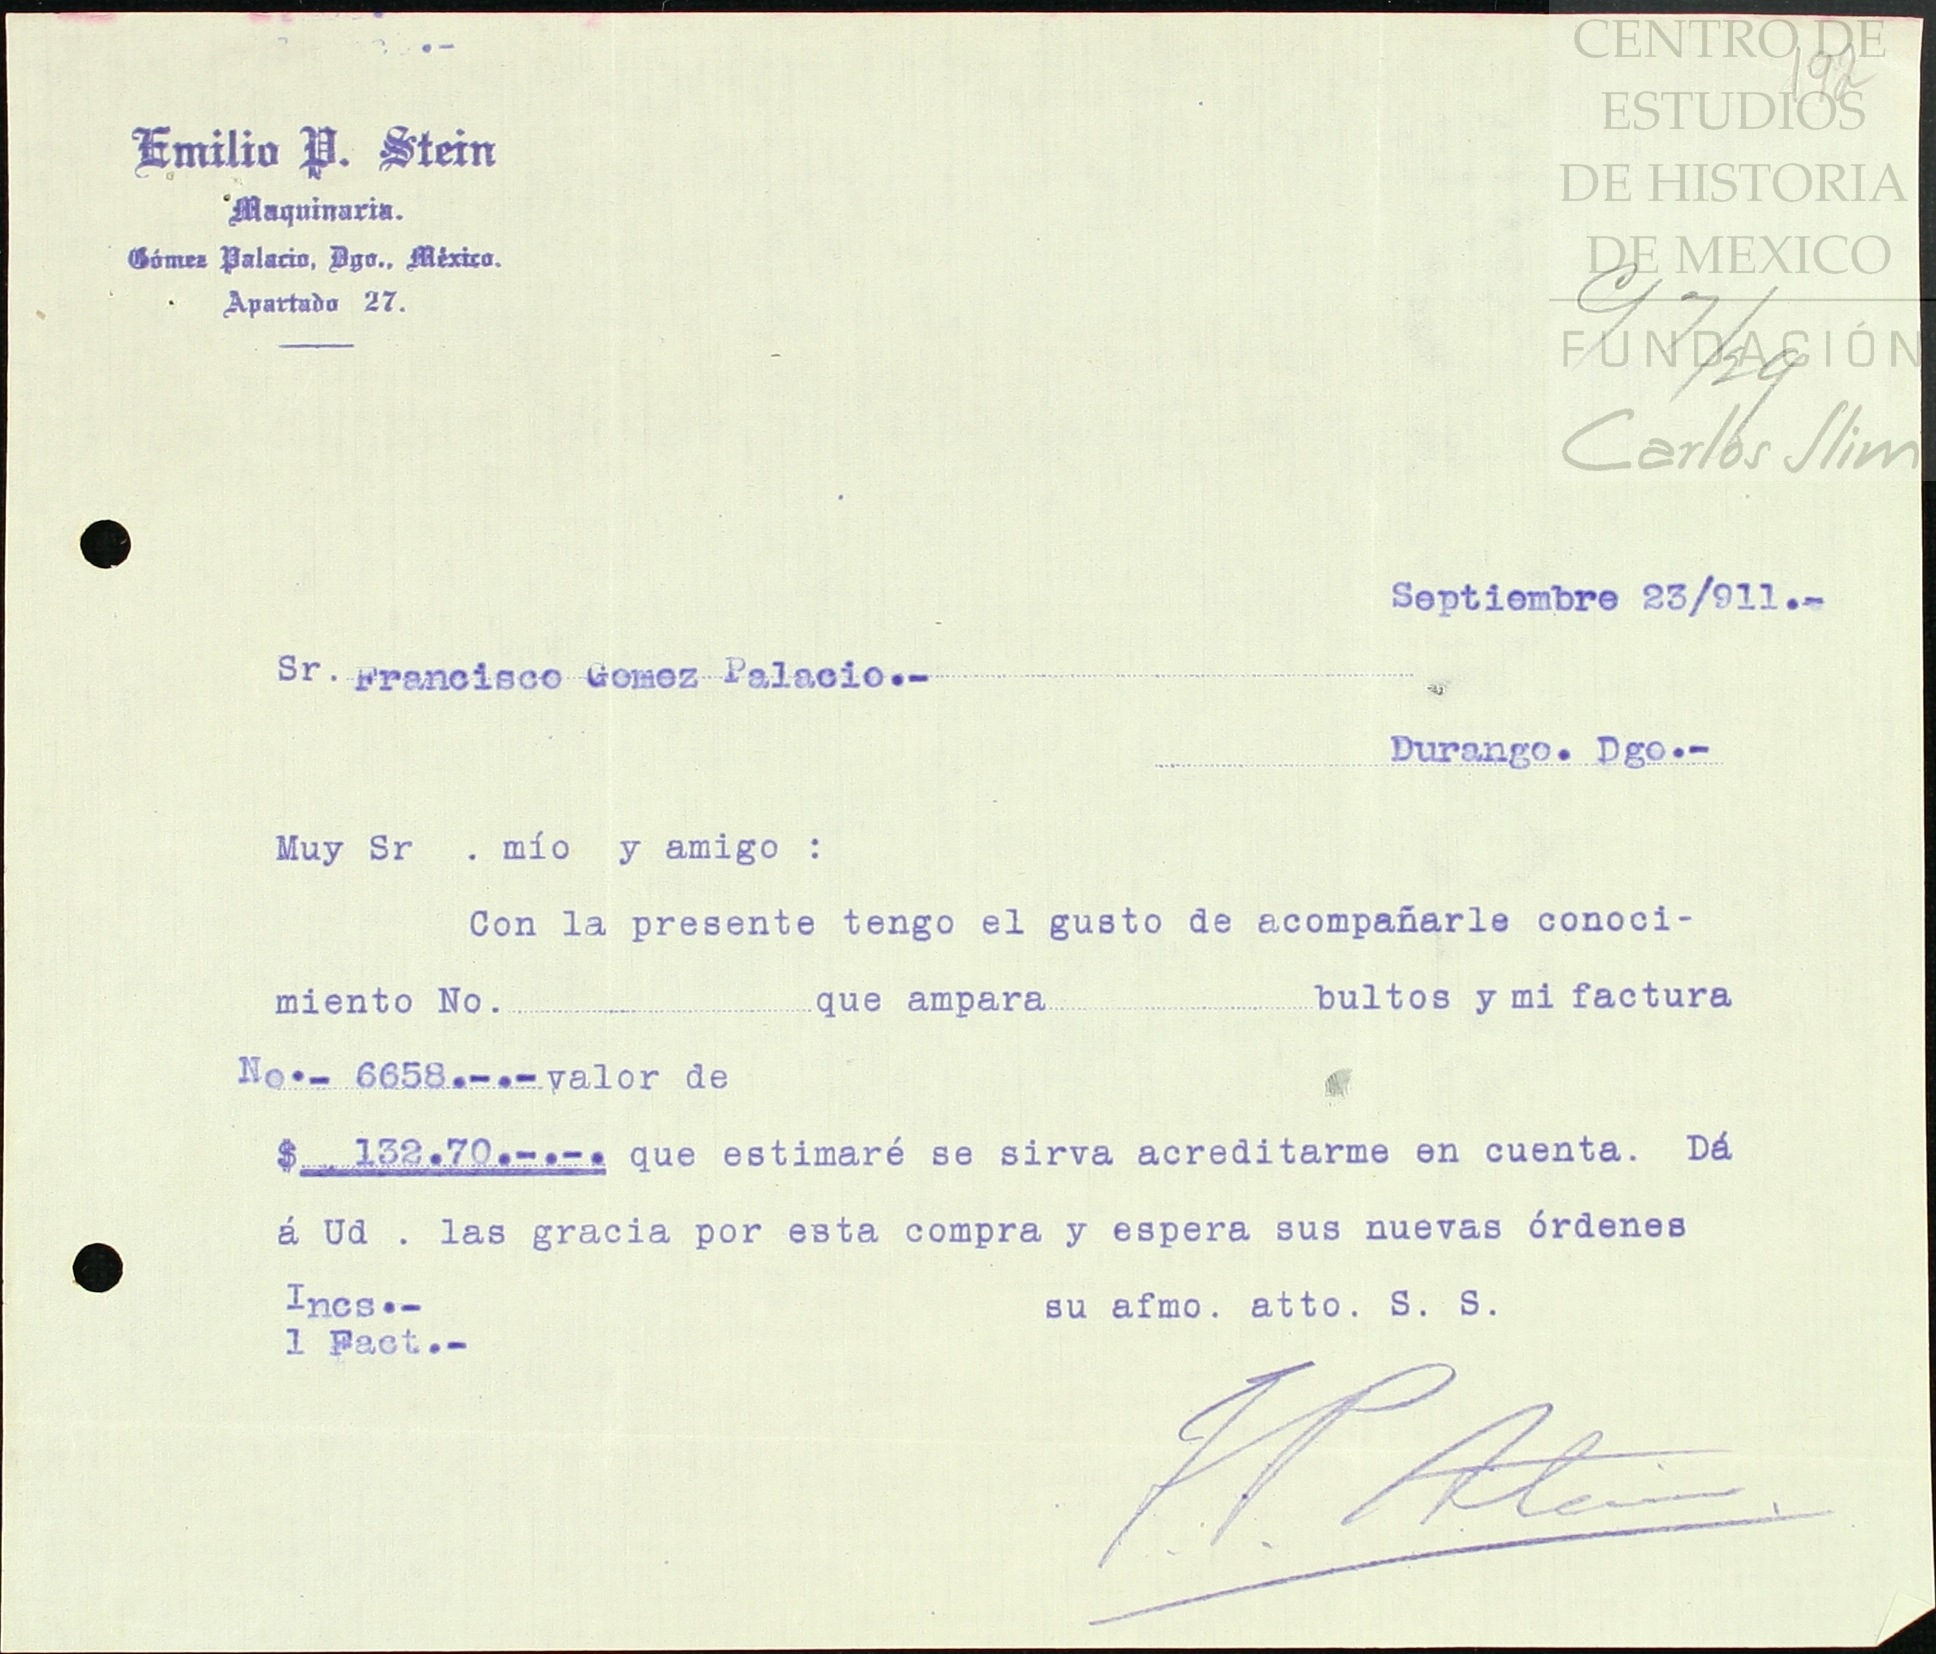 CENTRO DE
ESTUDIOS
DE HISTORIA
DE MEXICO
FUNDACIÓN
Carlos Slim
192
C 7/29
Emilio P. Stein
Maquinaria.
Gómez Palacio, Dgo., México.
Apartado 27.
Septiembre 23/911.-
Sr. Francisco Gomez Palacio.-
Durango. Dgo.-
Muy Sr . mío y amigo :
Con la presente tengo el gusto de acompañarle conoci-
miento No. que ampara bultos y mi factura
No.- 6658.-.- valor de
$ 132.70.-.-. que estimaré se sirva acreditarme en cuenta. Dá
á Ud . las gracia por esta compra y espera sus nuevas órdenes
Incs.-
1 Fact.-
su afmo. atto. S. S.
P. Stein.